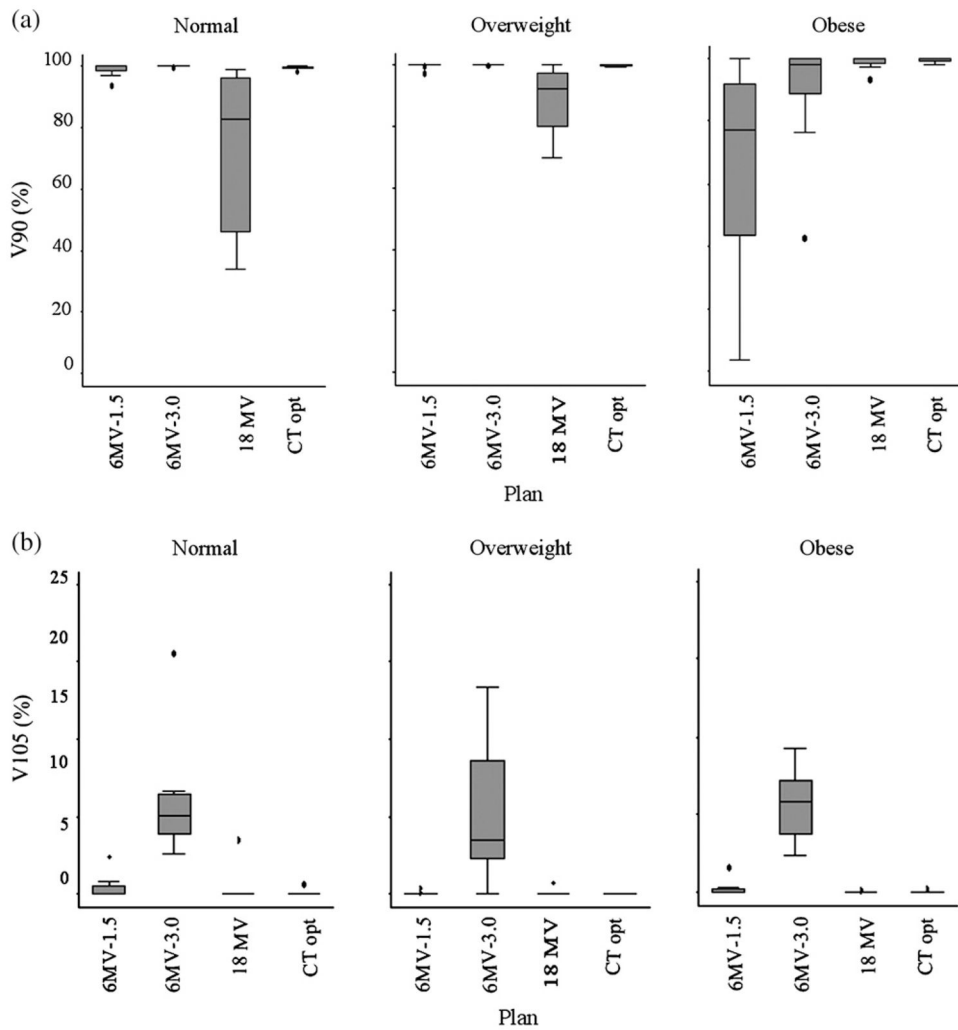 (a)
Normal Overweight Obese
100
80
60
40
20
0
V90 (%)
6MV-1.5 6MV-3.0 18 MV CT opt 6MV-1.5 6MV-3.0 18 MV CT opt 6MV-1.5 6MV-3.0 18 MV CT opt
Plan
(b)
Normal Overweight Obese
25
20
15
10
5
0
V105 (%)
6MV-1.5 6MV-3.0 18 MV CT opt 6MV-1.5 6MV-3.0 18 MV CT opt 6MV-1.5 6MV-3.0 18 MV CT opt
Plan